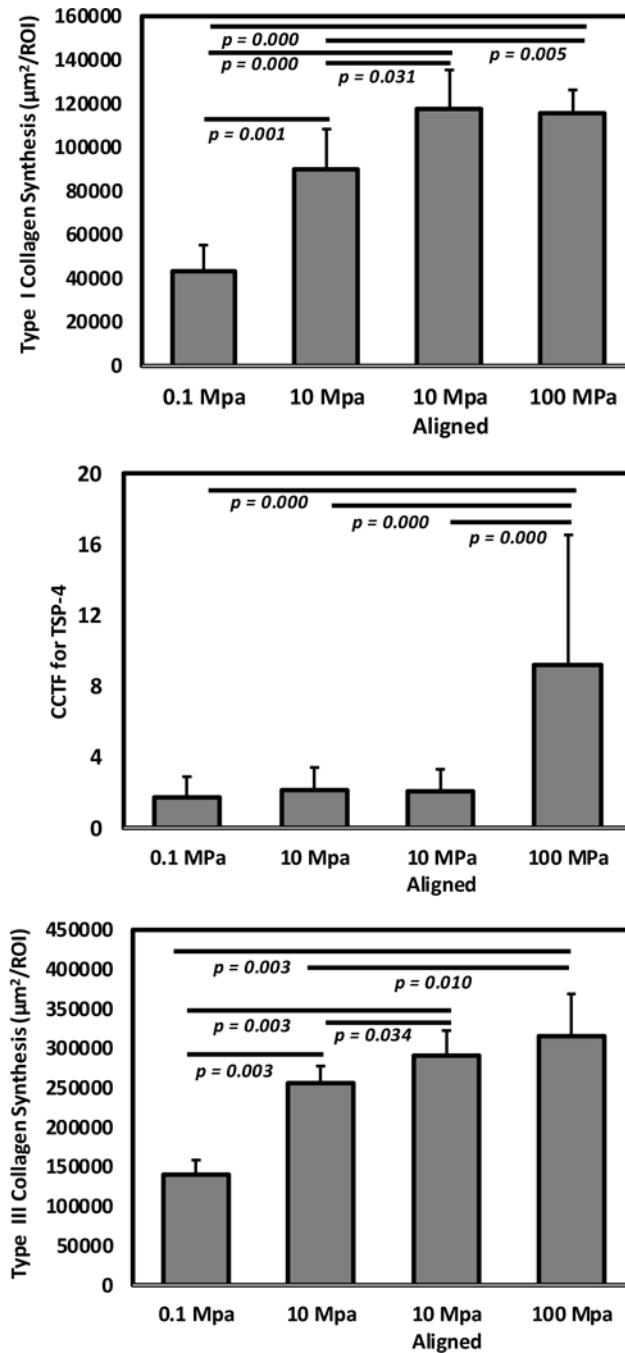 Type I Collagen Synthesis (µm²/ROI)
160000
140000
120000
100000
80000
60000
40000
20000
0
p = 0.000
p = 0.005
p = 0.000
p = 0.031
p = 0.001
0.1 Mpa
10 Mpa
10 Mpa
Aligned
100 MPa
CCTF for TSP-4
20
16
12
8
4
0
p = 0.000
p = 0.000
p = 0.000
0.1 MPa
10 Mpa
10 MPa
Aligned
100 MPa
Type III Collagen Synthesis (µm²/ROI)
450000
400000
350000
300000
250000
200000
150000
100000
50000
0
p = 0.003
p = 0.010
p = 0.003
p = 0.034
p = 0.003
0.1 Mpa
10 Mpa
10 Mpa
Aligned
100 Mpa